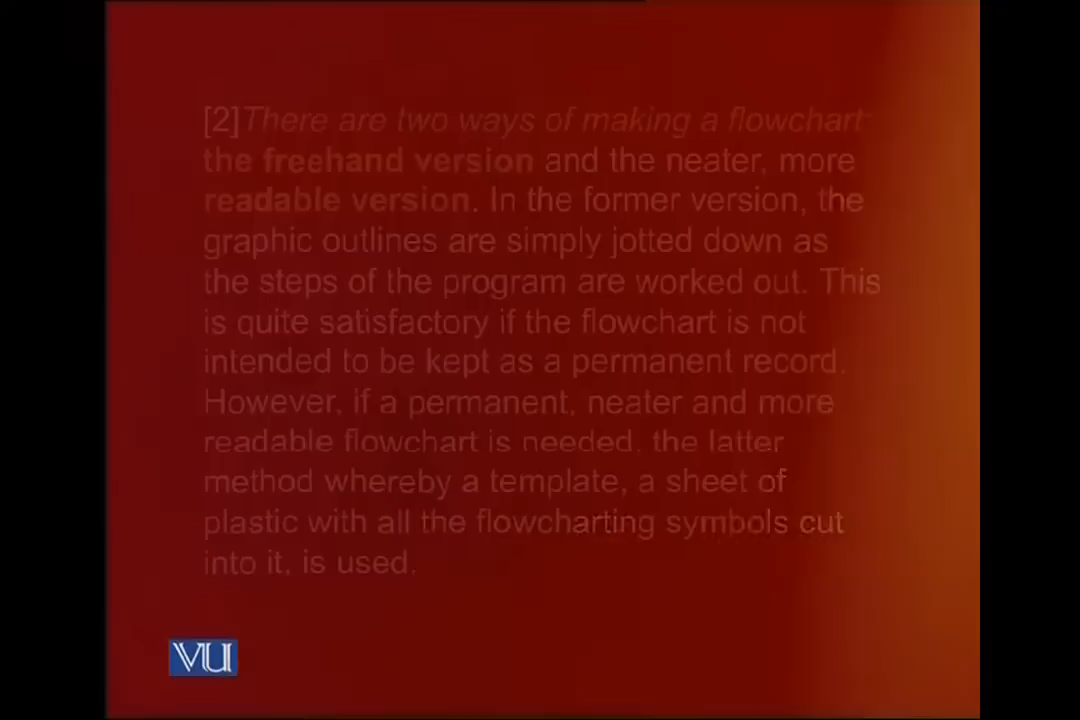 [2]There are two ways of making a flowchart:
the freehand version and the neater, more
readable version. In the former version, the
graphic outlines are simply jotted down as
the steps of the program are worked out. This
is quite satisfactory if the flowchart is not
intended to be kept as a permanent record.
However, if a permanent, neater and more
readable flowchart is needed, the latter
method whereby a template, a sheet of
plastic with all the flowcharting symbols cut
into it, is used.
VU